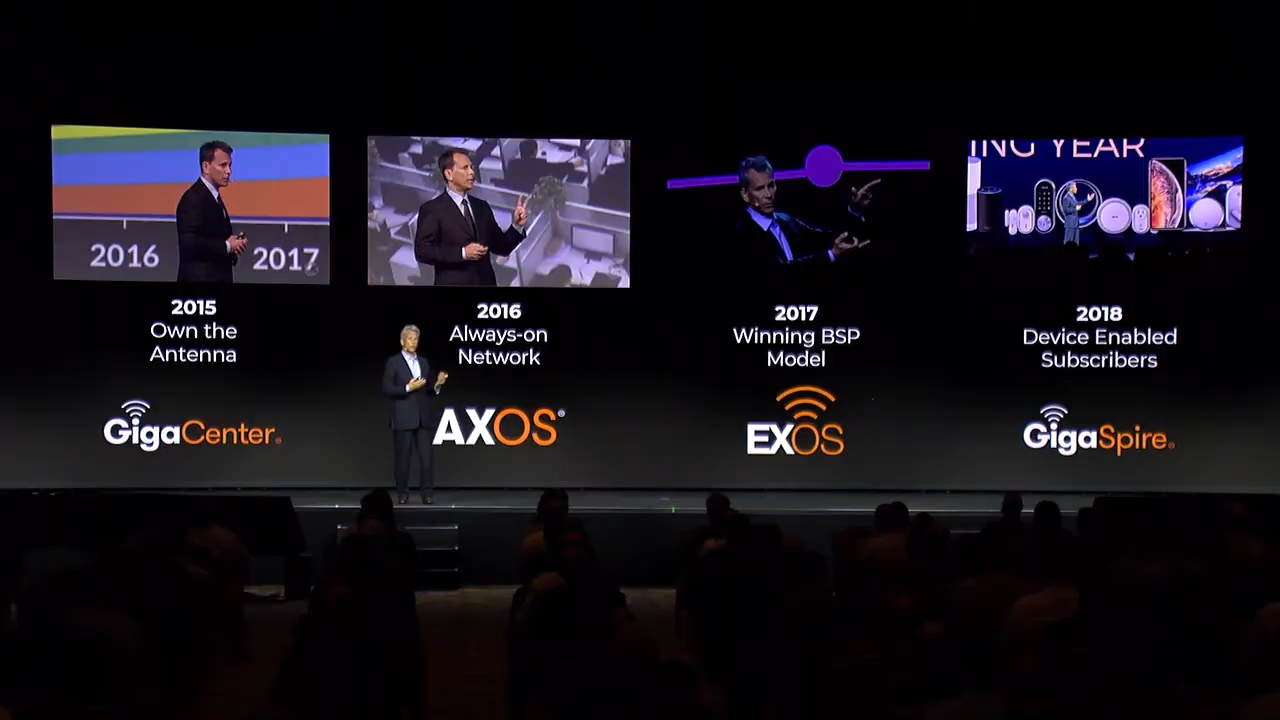 ING YEAR
2016
2017
2015
Own the
Antenna
2016
Always-on
Network
2017
Winning BSP
Model
2018
Device Enabled
Subscribers
GigaCenter®
AXOS®
EXOS
GigaSpire®